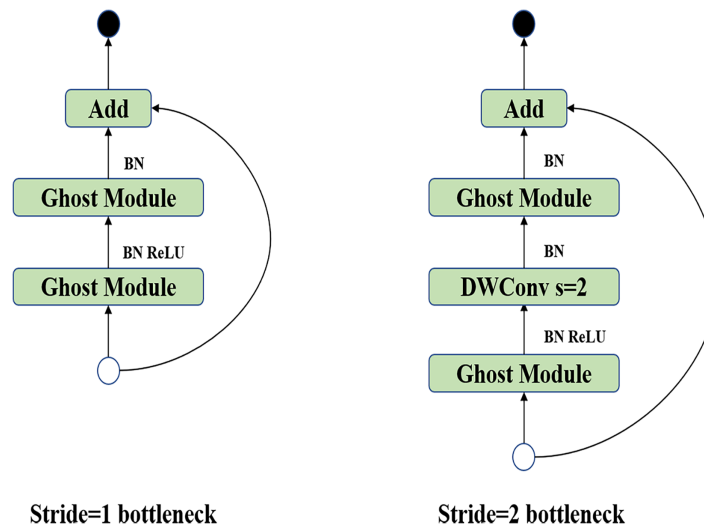 Add
BN
Ghost Module
BN ReLU
Ghost Module
Stride=1 bottleneck
Add
BN
Ghost Module
BN
DWConv s=2
BN ReLU
Ghost Module
Stride=2 bottleneck